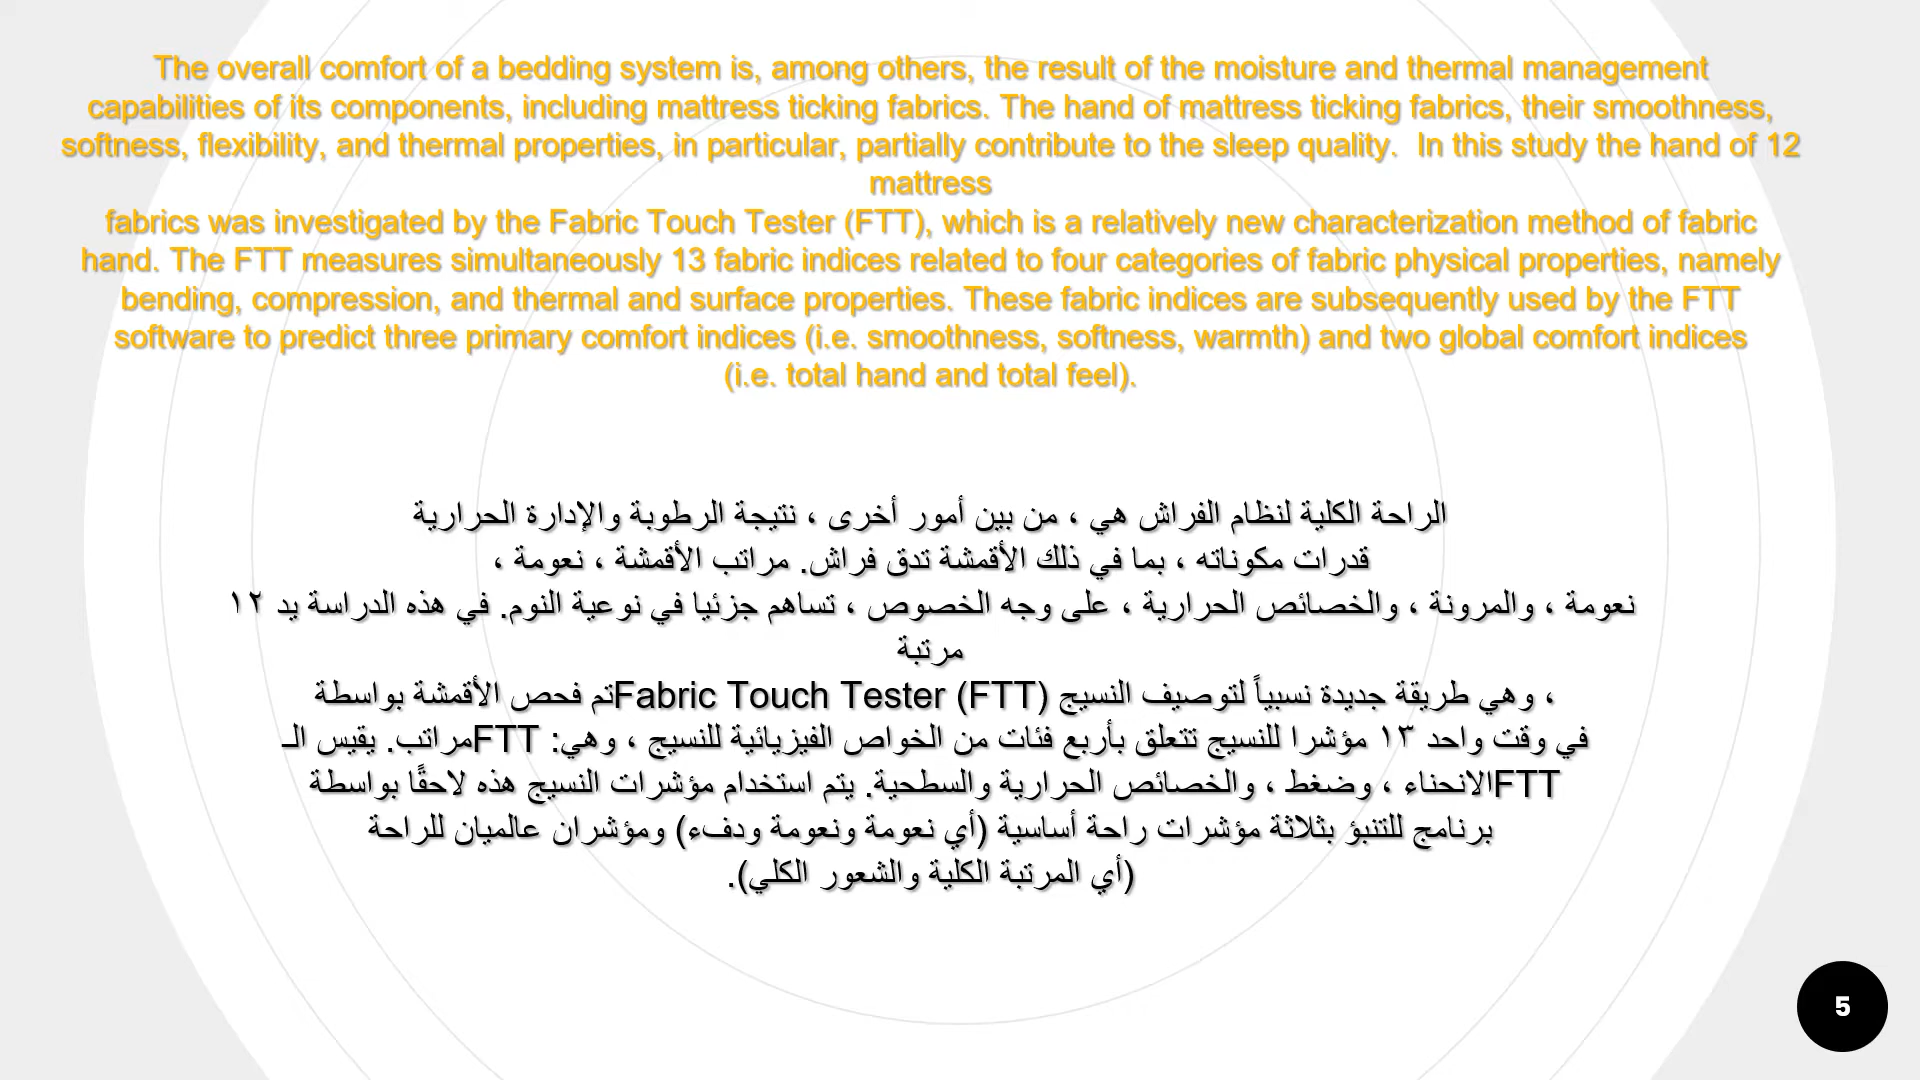 The overall comfort of a bedding system is, among others, the result of the moisture and thermal management
capabilities of its components, including mattress ticking fabrics. The hand of mattress ticking fabrics, their smoothness,
softness, flexibility, and thermal properties, in particular, partially contribute to the sleep quality.  In this study the hand of 12
mattress
fabrics was investigated by the Fabric Touch Tester (FTT), which is a relatively new characterization method of fabric
hand. The FTT measures simultaneously 13 fabric indices related to four categories of fabric physical properties, namely
bending, compression, and thermal and surface properties. These fabric indices are subsequently used by the FTT
software to predict three primary comfort indices (i.e. smoothness, softness, warmth) and two global comfort indices
(i.e. total hand and total feel).
الراحة الكلية لنظام الفراش هي ، من بين أمور أخرى ، نتيجة الرطوبة والإدارة الحرارية
قدرات مكوناته ، بما في ذلك الأقمشة تدق فراش. مراتب الأقمشة ، نعومة ،
نعومة ، والمرونة ، والخصائص الحرارية ، على وجه الخصوص ، تساهم جزئيا في نوعية النوم. في هذه الدراسة يد ١٢
مرتبة
، وهي طريقة جديدة نسبياً لتوصيف النسيج Fabric Touch Tester (FTT)تم فحص الأقمشة بواسطة
في وقت واحد ١٣ مؤشرا للنسيج تتعلق بأربع فئات من الخواص الفيزيائية للنسيج ، وهي: FTTمراتب. يقيس الـ
FTTالانحناء ، وضغط ، والخصائص الحرارية والسطحية. يتم استخدام مؤشرات النسيج هذه لاحقًا بواسطة
برنامج للتنبؤ بثلاثة مؤشرات راحة أساسية (أي نعومة ونعومة ودفء) ومؤشران عالميان للراحة
(أي المرتبة الكلية والشعور الكلي).
5